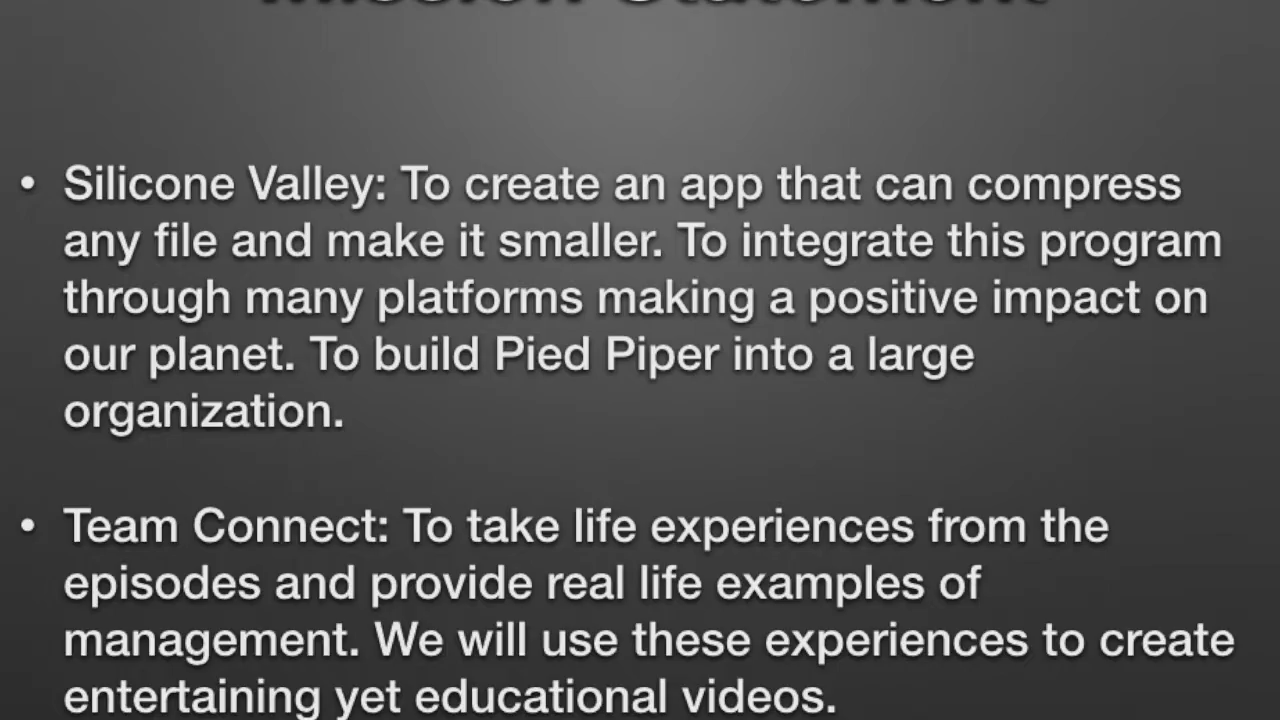 Mission Statement
• Silicone Valley: To create an app that can compress
any file and make it smaller. To integrate this program
through many platforms making a positive impact on
our planet. To build Pied Piper into a large
organization.
• Team Connect: To take life experiences from the
episodes and provide real life examples of
management. We will use these experiences to create
entertaining yet educational videos.